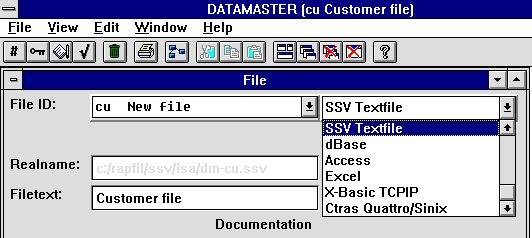 DATAMASTER (cu Customer file)
File View Edit Window Help
# √ ?
File
File ID: cu New file SSV Textfile
SSV Textfile
dBase
Access
Realname: c:/rapfil/ssv/isa/dm-cu.ssv Excel
X-Basic TCPIP
Filetext: Customer file Ctras Quattro/Sinix
Documentation